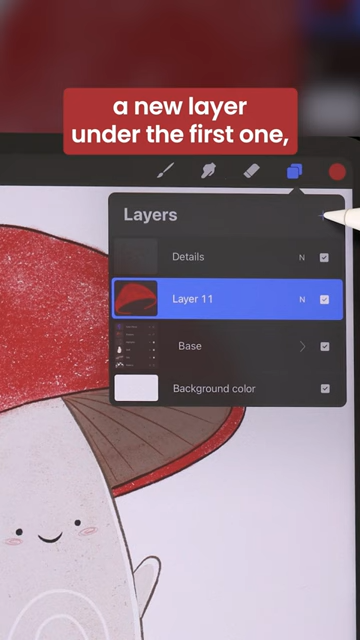 a new layer
under the first one,
Layers
Details N
Layer 11 N
Base
Background color